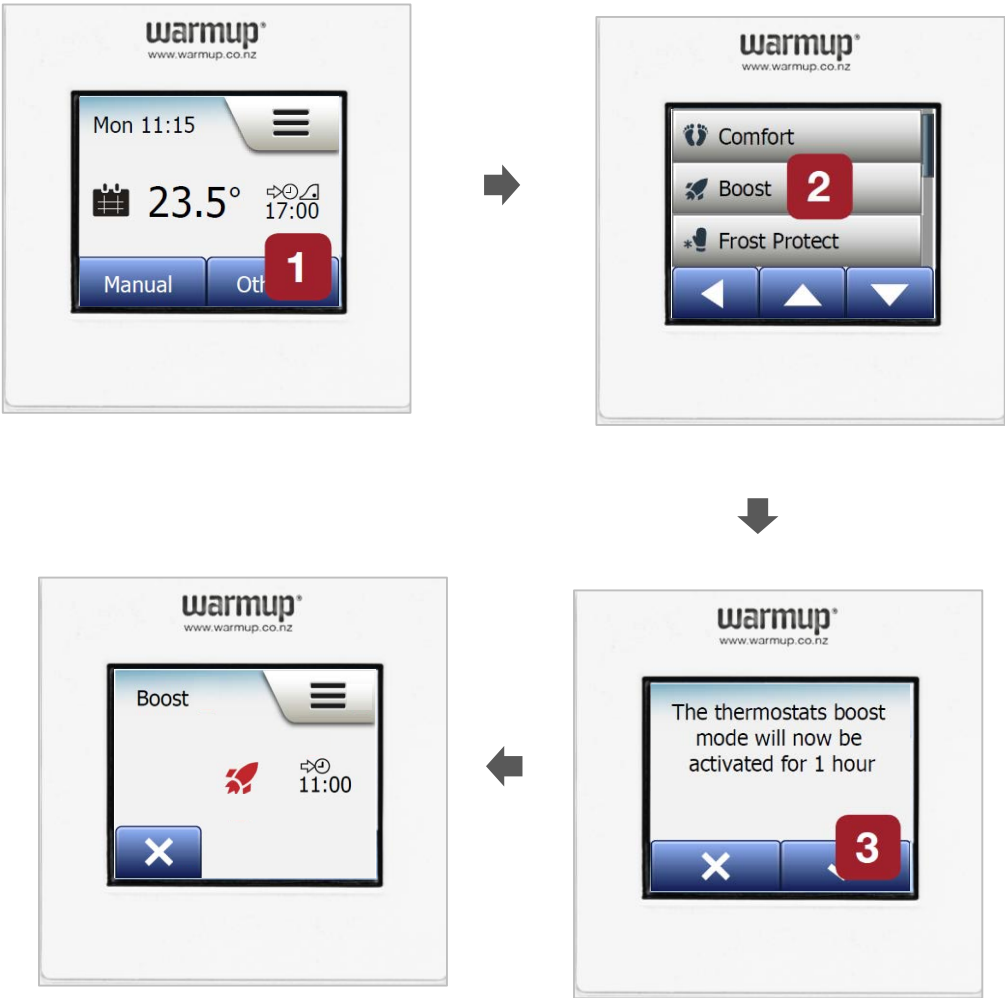 warmup®
www.warmup.co.nz
Mon 11:15
23.5°
17:00
1
Manual
warmup®
www.warmup.co.nz
Comfort
Boost
2
Frost Protect
warmup®
www.warmup.co.nz
Boost
11:00
warmup®
www.warmup.co.nz
The thermostats boost
mode will now be
activated for 1 hour
3